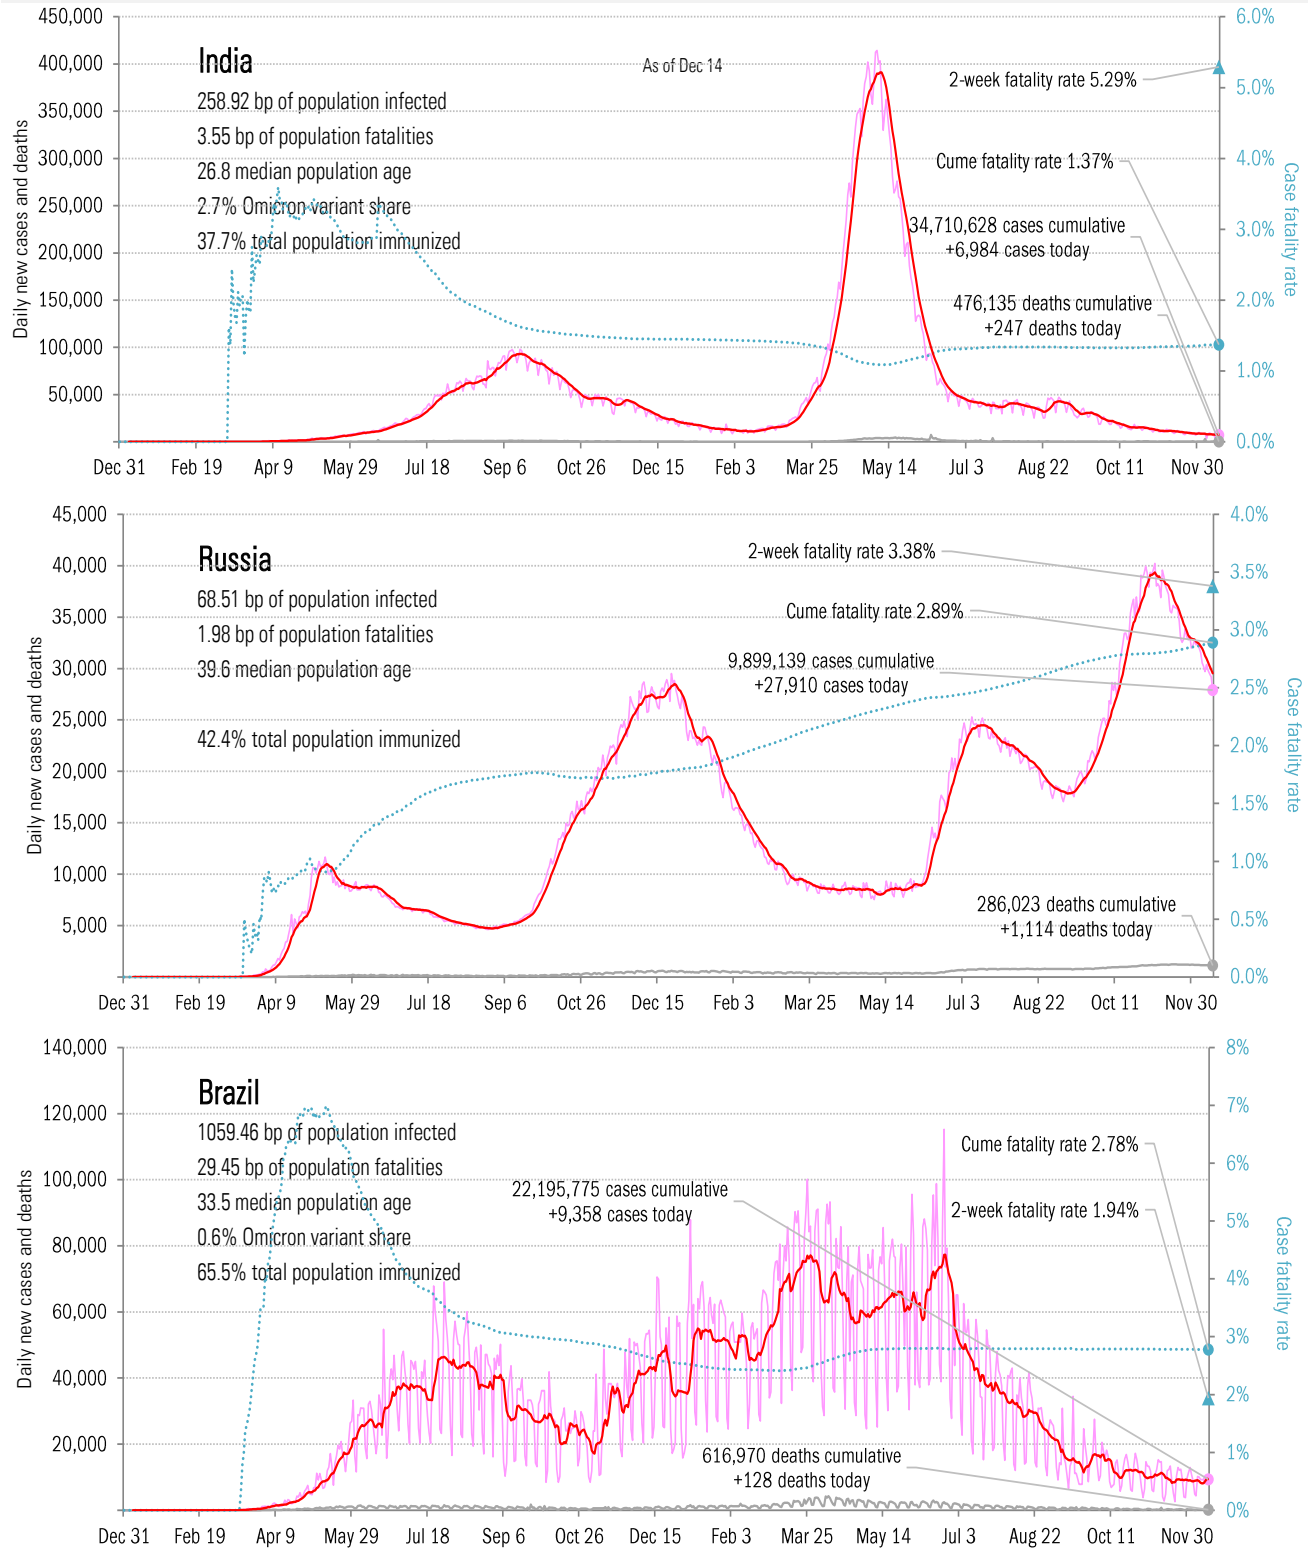 450,000
6.0%
India
As of Dec 14
2-week fatality rate 5.29%
400,000
5.0%
258.92 bp of population infected
350,000
3.55 bp of population fatalities
Cume fatality rate 1.37%
300,000
4.0%
26.8 median population age
2.7% Omicron variant share
250,000
3.0%
34,710,628 cases cumulative
+6,984 cases today
37.7% total population immunized
200,000
476,135 deaths cumulative
+247 deaths today
150,000
2.0%
100,000
1.0%
50,000
0.0%
Daily new cases and deaths
Case fatality rate
Dec 31 Feb 19 Apr 9 May 29 Jul 18 Sep 6 Oct 26 Dec 15 Feb 3 Mar 25 May 14 Jul 3 Aug 22 Oct 11 Nov 30
45,000
4.0%
Russia
2-week fatality rate 3.38%
40,000
3.5%
68.51 bp of population infected
Cume fatality rate 2.89%
35,000
3.0%
1.98 bp of population fatalities
39.6 median population age
9,899,139 cases cumulative
+27,910 cases today
30,000
2.5%
42.4% total population immunized
25,000
2.0%
20,000
1.5%
15,000
1.0%
10,000
286,023 deaths cumulative
+1,114 deaths today
5,000
0.5%
0.0%
Daily new cases and deaths
Case fatality rate
Dec 31 Feb 19 Apr 9 May 29 Jul 18 Sep 6 Oct 26 Dec 15 Feb 3 Mar 25 May 14 Jul 3 Aug 22 Oct 11 Nov 30
140,000
8%
Brazil
120,000
7%
1059.46 bp of population infected
Cume fatality rate 2.78%
29.45 bp of population fatalities
6%
100,000
22,195,775 cases cumulative
+9,358 cases today
33.5 median population age
2-week fatality rate 1.94%
0.6% Omicron variant share
5%
80,000
65.5% total population immunized
4%
60,000
3%
40,000
2%
20,000
616,970 deaths cumulative
+128 deaths today
1%
0%
Daily new cases and deaths
Case fatality rate
Dec 31 Feb 19 Apr 9 May 29 Jul 18 Sep 6 Oct 26 Dec 15 Feb 3 Mar 25 May 14 Jul 3 Aug 22 Oct 11 Nov 30